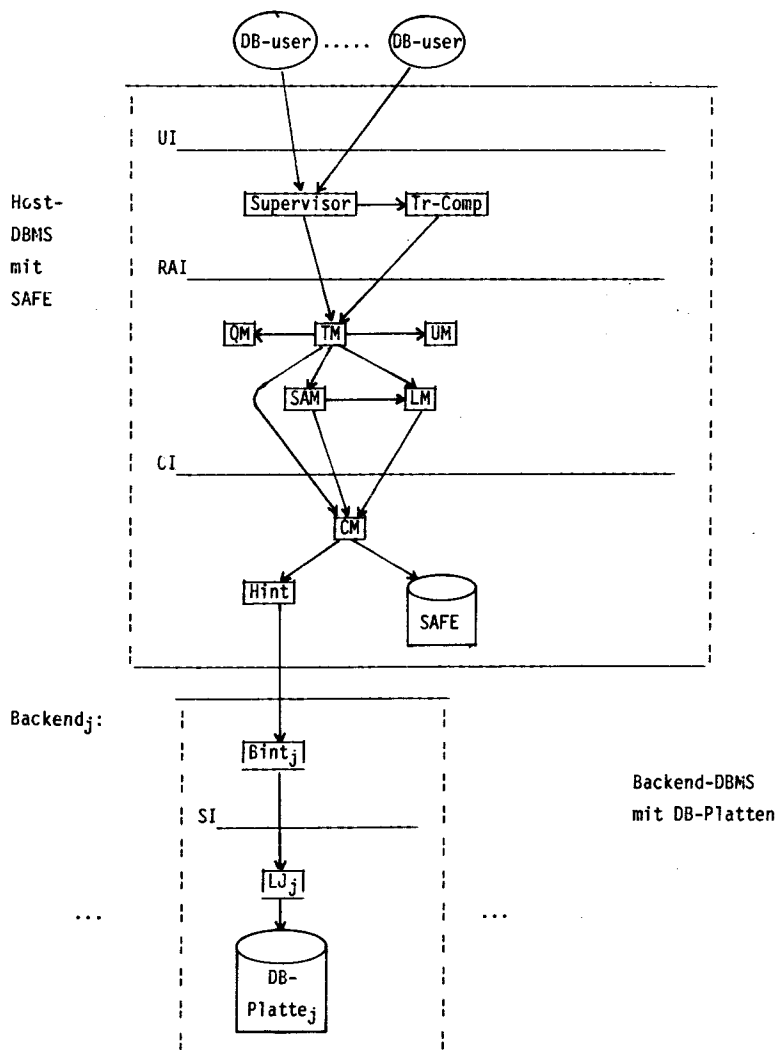 DB-user ..... DB-user
UI
Host-
DBMS
mit
SAFE
Supervisor Tr-Comp
RAI
QM TM UM
SAM LM
CI
CM
Hint
SAFE
Backendj:
Bintj
Backend-DBMS
mit DB-Platten
SI
LJj
... ...
DB-
Plattej